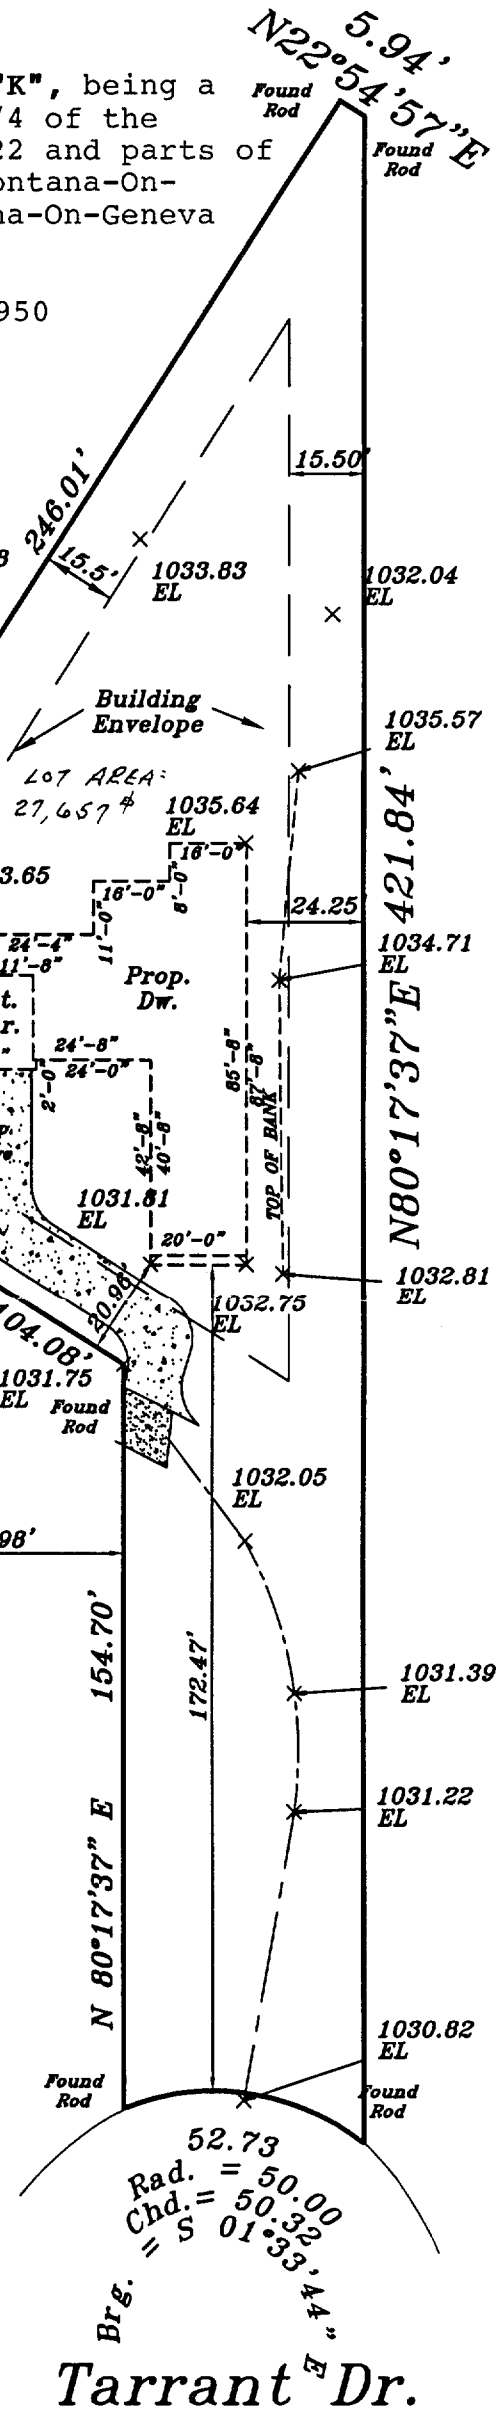 5.94'
N22°54'57"E
"K", being a
/4 of the
22 and parts of
ontana-On-
na-On-Geneva
950
Found
Rod
Found
Rod
246.01'
15.50'
15.5'
8
1033.83
EL
1032.04
EL
Building
Envelope
1035.57
EL
LOT AREA:
27,657
1035.64
EL
421.84'
N80°17'37"E
3.65
16'-0"
16'-0"
8'-0"
11'-0"
24'-4"
11'-8"
24.25
1034.71
EL
Prop.
Dw.
t.
r.
"
24'-8"
24'-0"
2'-0"
85'-8"
87'-8"
42'-8"
40'-8"
TOP OF BANK
p.
1031.81
EL
20'-0"
20.96'
1032.81
EL
1032.75
EL
104.08'
1031.75
EL
Found
Rod
1032.05
EL
98'
154.70'
N 80°17'37" E
172.47'
1031.39
EL
1031.22
EL
1030.82
EL
Found
Rod
Found
Rod
52.73
Rad. = 50.00
Chd.= 50.32
Brg. = S 01°33'44" E
Tarrant Dr.